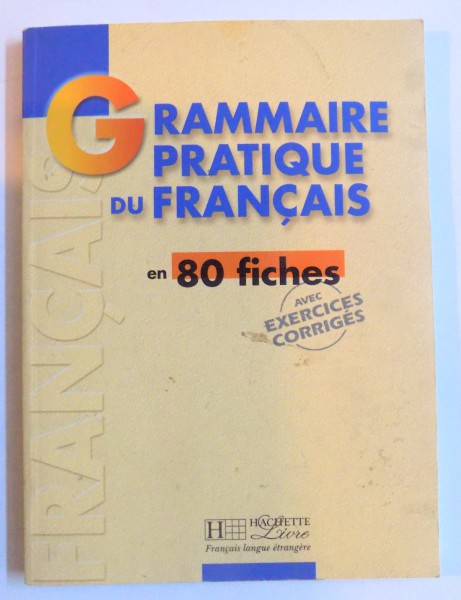 GRAMMAIRE
PRATIQUE
DU FRANÇAIS
en 80 fiches
AVEC
EXERCICES
CORRIGÉS
FRANÇAIS
H HACHETTE
Livre
Français langue étrangère